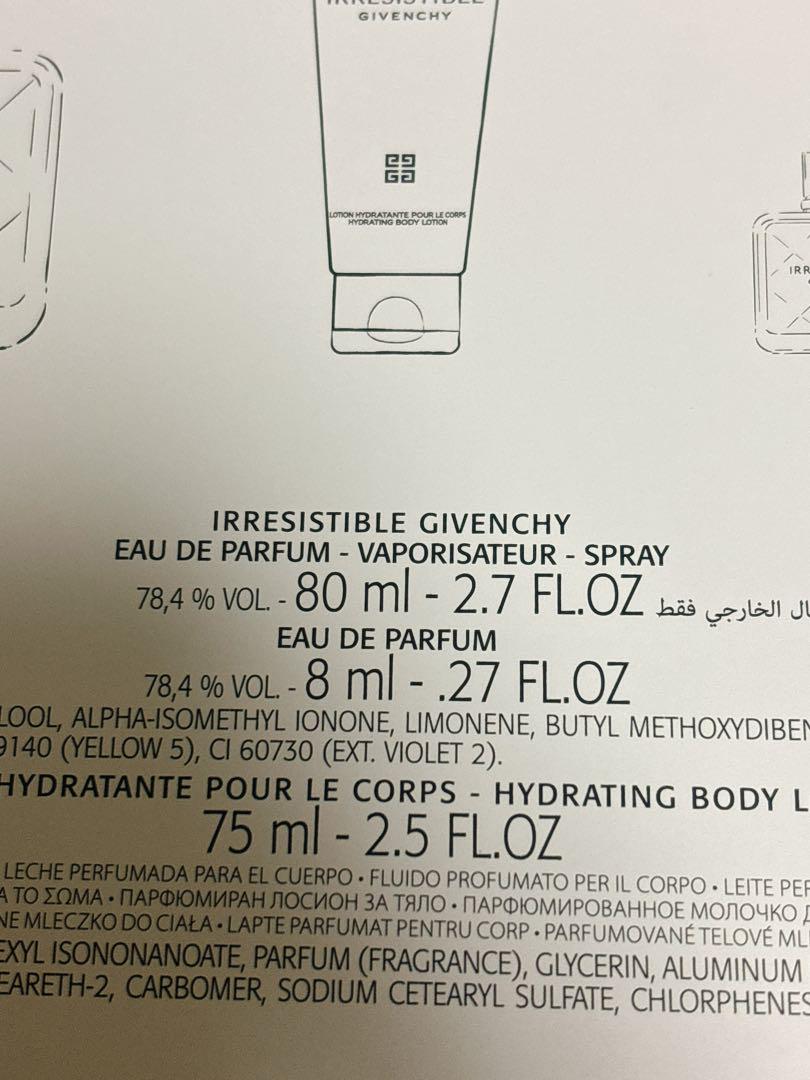 IRRESISTIBLE
GIVENCHY
LOTION HYDRATANTE POUR LE CORPS
HYDRATING BODY LOTION
IRR
IRRESISTIBLE GIVENCHY
EAU DE PARFUM - VAPORISATEUR - SPRAY
78,4 % VOL. - 80 ml - 2.7 FL.OZ الخارجي فقط
EAU DE PARFUM
78,4 % VOL. - 8 ml - .27 FL.OZ
LOOL, ALPHA-ISOMETHYL IONONE, LIMONENE, BUTYL METHOXYDIBEN
9140 (YELLOW 5), CI 60730 (EXT. VIOLET 2).
HYDRATANTE POUR LE CORPS - HYDRATING BODY L
75 ml - 2.5 FL.OZ
LECHE PERFUMADA PARA EL CUERPO • FLUIDO PROFUMATO PER IL CORPO • LEITE PER
Α ΤΟ ΣΩΜΑ • ПАРФЮМИРАН ЛОСИОН ЗА ТЯЛО • ПАРФЮМИРОВАННОЕ МОЛОЧКО
NE MLECZKO DO CIAŁA • LAPTE PARFUMAT PENTRU CORP • PARFUMOVANÉ TELOVÉ ML
EXYL ISONONANOATE, PARFUM (FRAGRANCE), GLYCERIN, ALUMINUM
EARETH-2, CARBOMER, SODIUM CETEARYL SULFATE, CHLORPHENES